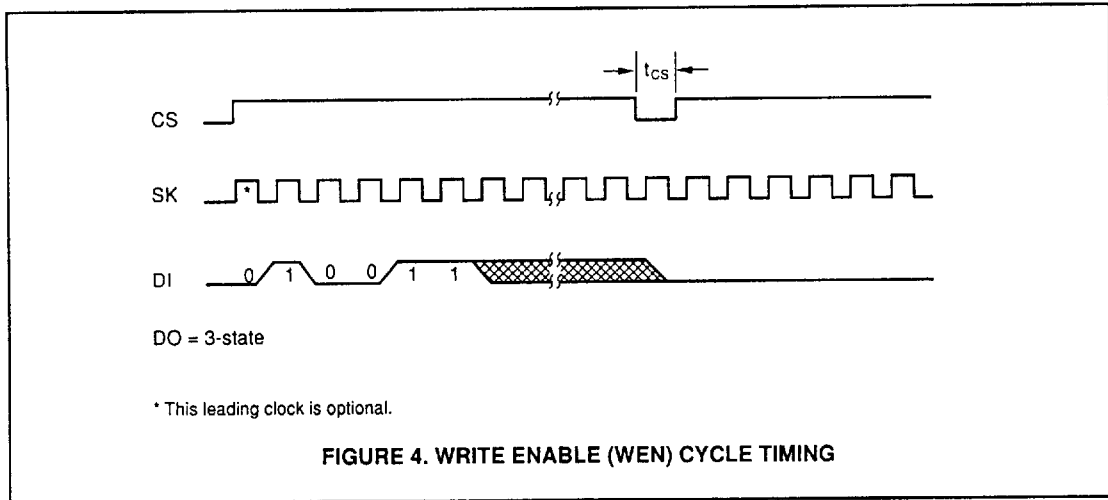 tCS
CS
SK *
DI 0 1 0 0 1 1
DO = 3-state
* This leading clock is optional.
FIGURE 4. WRITE ENABLE (WEN) CYCLE TIMING